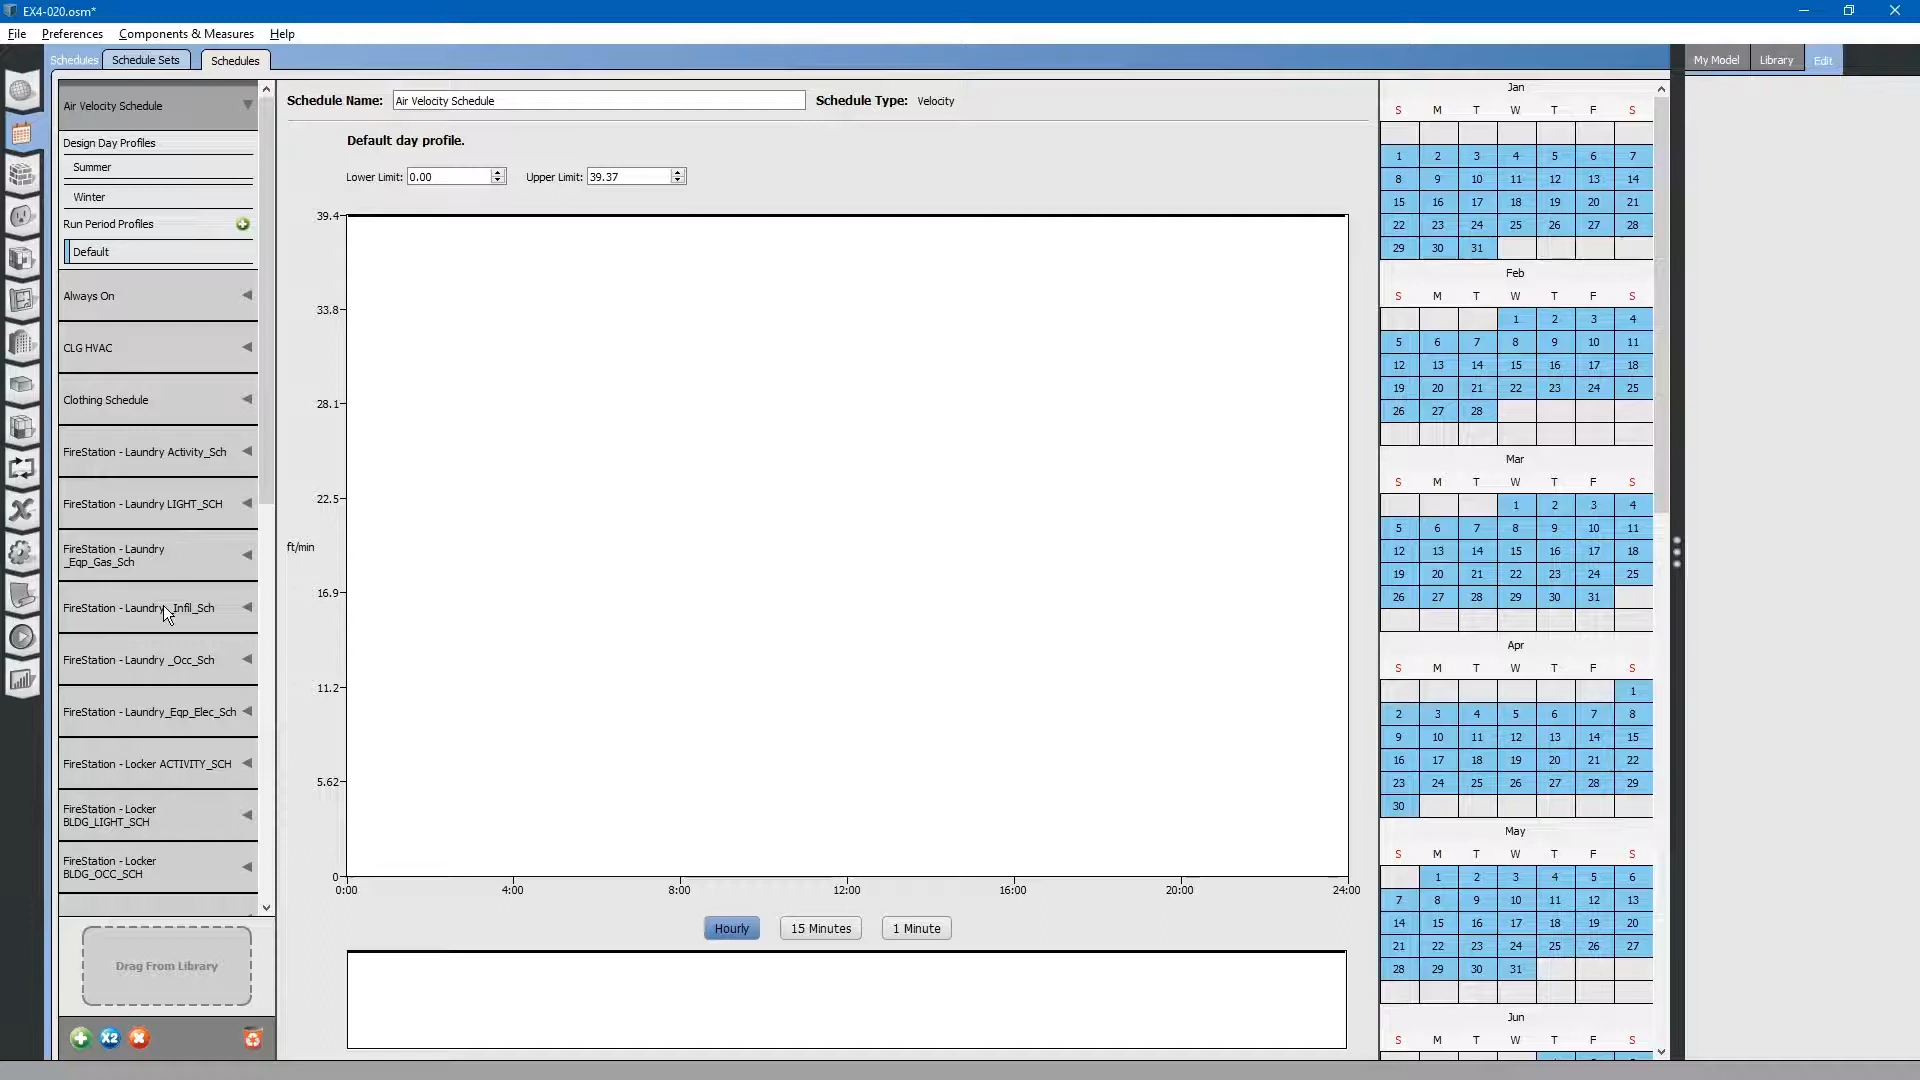 EX4-020.osm*
File Preferences Components & Measures Help
Schedules Schedule Sets Schedules
My Model Library Edit
Air Velocity Schedule
Design Day Profiles
Summer
Winter
Run Period Profiles
Default
Always On
CLG HVAC
Clothing Schedule
FireStation - Laundry Activity_Sch
FireStation - Laundry LIGHT_SCH
FireStation - Laundry
_Eqp_Gas_Sch
FireStation - Laundry _Infil_Sch
FireStation - Laundry _Occ_Sch
FireStation - Laundry_Eqp_Elec_Sch
FireStation - Locker ACTIVITY_SCH
FireStation - Locker
BLDG_LIGHT_SCH
FireStation - Locker
BLDG_OCC_SCH
Drag From Library
X2
Schedule Name: Air Velocity Schedule Schedule Type: Velocity
Default day profile.
Lower Limit: 0.00 Upper Limit: 39.37
39.4
33.8
28.1
22.5
ft/min
16.9
11.2
5.62
0
0:00 4:00 8:00 12:00 16:00 20:00 24:00
Hourly 15 Minutes 1 Minute
Jan
S M T W T F S
1 2 3 4 5 6 7
8 9 10 11 12 13 14
15 16 17 18 19 20 21
22 23 24 25 26 27 28
29 30 31
Feb
S M T W T F S
1 2 3 4
5 6 7 8 9 10 11
12 13 14 15 16 17 18
19 20 21 22 23 24 25
26 27 28
Mar
S M T W T F S
1 2 3 4
5 6 7 8 9 10 11
12 13 14 15 16 17 18
19 20 21 22 23 24 25
26 27 28 29 30 31
Apr
S M T W T F S
1
2 3 4 5 6 7 8
9 10 11 12 13 14 15
16 17 18 19 20 21 22
23 24 25 26 27 28 29
30
May
S M T W T F S
1 2 3 4 5 6
7 8 9 10 11 12 13
14 15 16 17 18 19 20
21 22 23 24 25 26 27
28 29 30 31
Jun
S M T W T F S